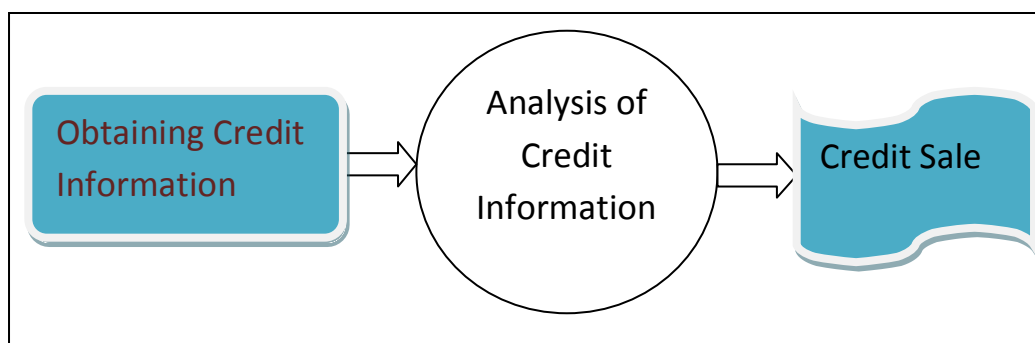 Obtaining Credit
Information
Analysis of
Credit
Information
Credit Sale